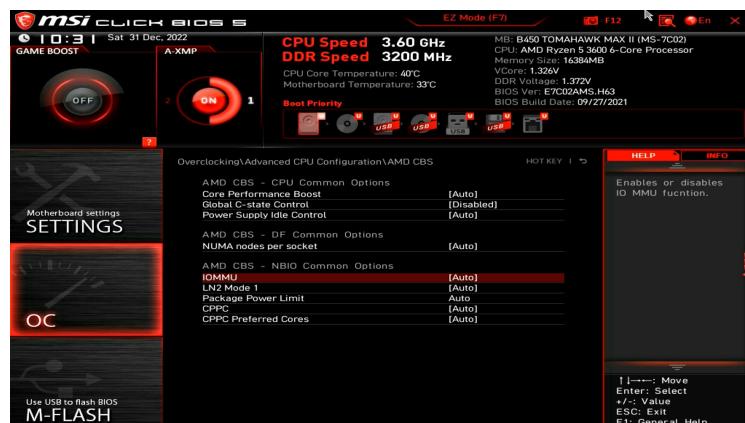 msi CLICK BIOS 5
EZ Mode (F7)
F12
En
10:31 Sat 31 Dec, 2022
GAME BOOST
OFF
A-XMP
2 ON 1
CPU Speed 3.60 GHz
DDR Speed 3200 MHz
CPU Core Temperature: 40°C
Motherboard Temperature: 33°C
MB: B450 TOMAHAWK MAX II (MS-7C02)
CPU: AMD Ryzen 5 3600 6-Core Processor
Memory Size: 16384MB
VCore: 1.326V
DDR Voltage: 1.372V
BIOS Ver: E7C02AMS.H63
BIOS Build Date: 09/27/2021
Boot Priority
U U U U U U
USB USB USB USB
?
Motherboard settings
SETTINGS
OC
Use USB to flash BIOS
M-FLASH
Overclocking\Advanced CPU Configuration\AMD CBS
HOT KEY |
AMD CBS - CPU Common Options
Core Performance Boost [Auto]
Global C-state Control [Disabled]
Power Supply Idle Control [Auto]
AMD CBS - DF Common Options
NUMA nodes per socket [Auto]
AMD CBS - NBIO Common Options
IOMMU [Auto]
LN2 Mode 1 [Auto]
Package Power Limit Auto
CPPC [Auto]
CPPC Preferred Cores [Auto]
HELP
INFO
Enables or disables
IO MMU fucntion.
↑↓→←: Move
Enter: Select
+/-: Value
ESC: Exit
F1: General Help